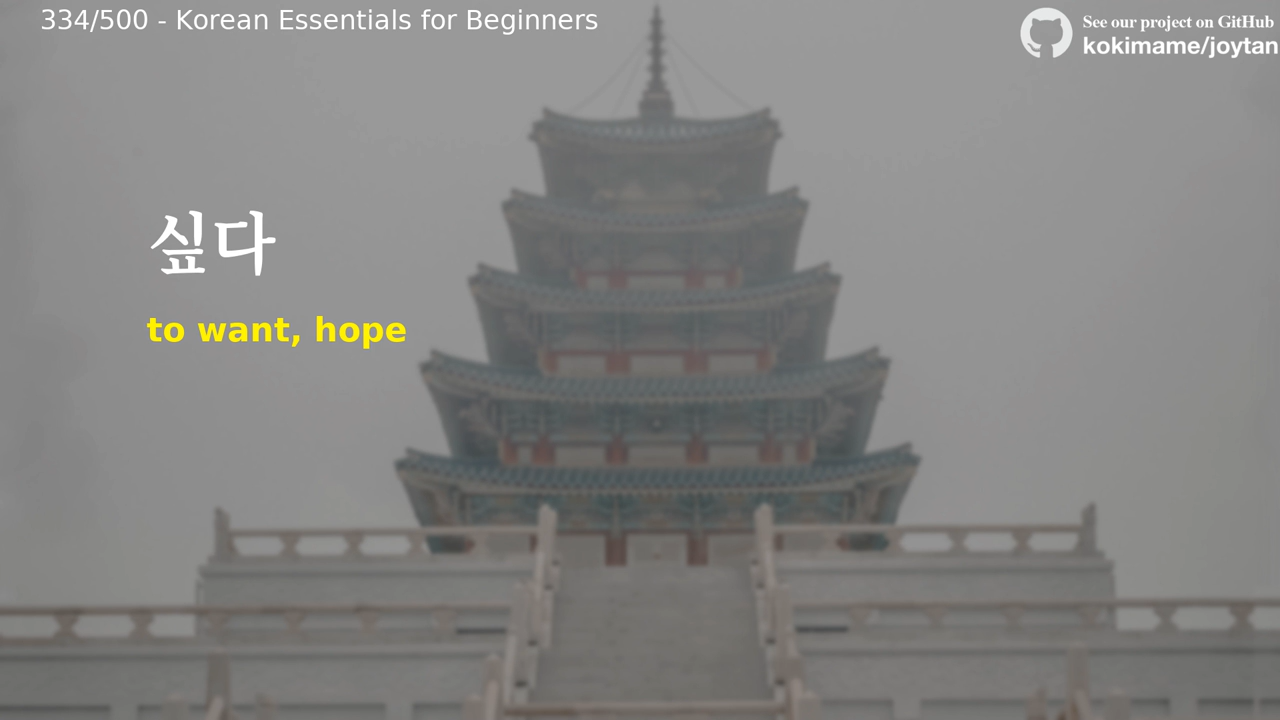 334/500 - Korean Essentials for Beginners
See our project on GitHub
kokimame/joytan
싶다
to want, hope